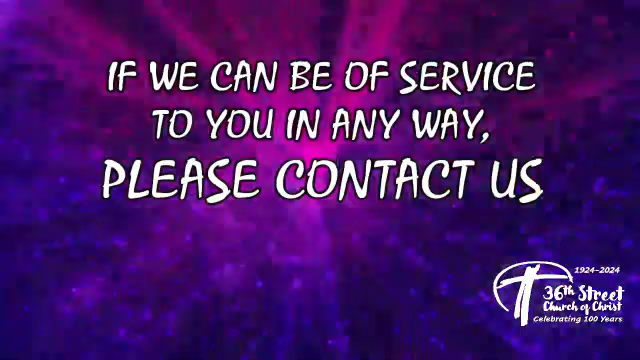 IF WE CAN BE OF SERVICE
TO YOU IN ANY WAY,
PLEASE CONTACT US
1924-2024
36th Street
Church of Christ
Celebrating 100 Years